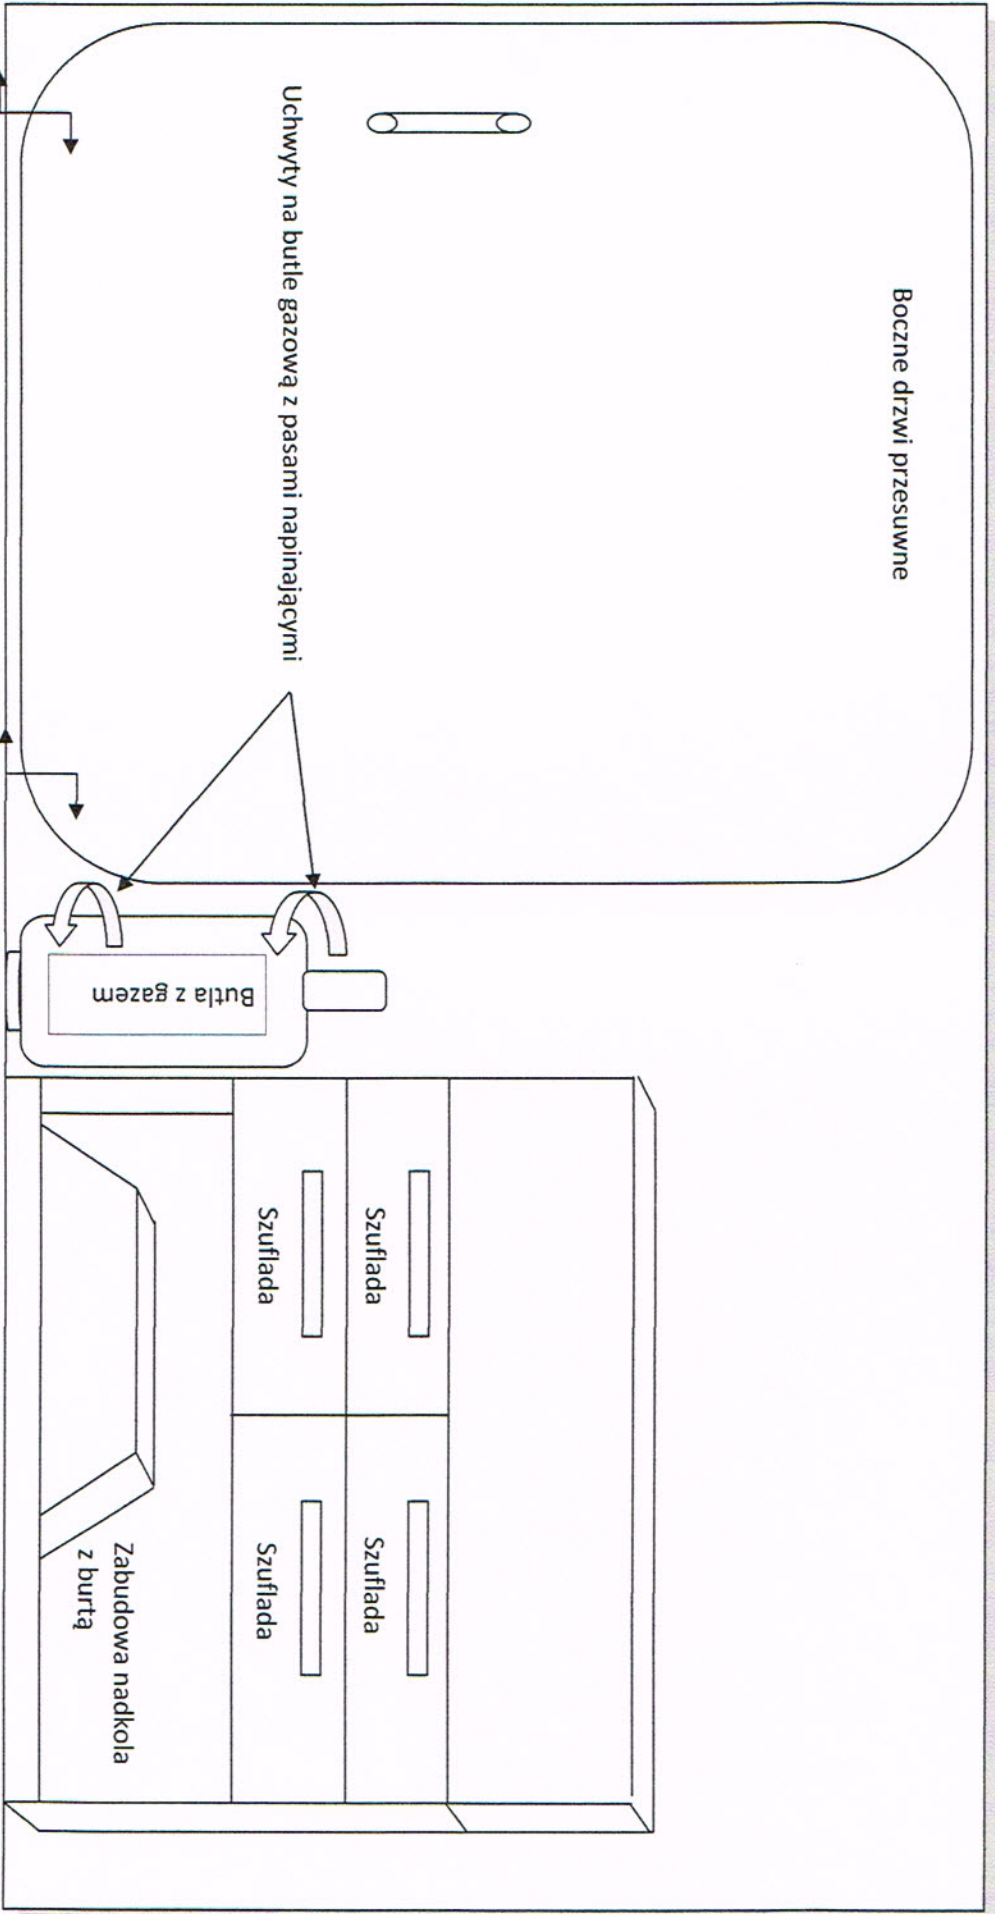 Boczne drzwi przesuwne
Uchwyty na butle gazową z pasami napinającymi
Butla z gazem
Szuflada
Szuflada
Szuflada
Szuflada
Zabudowa nadkola
z burtą